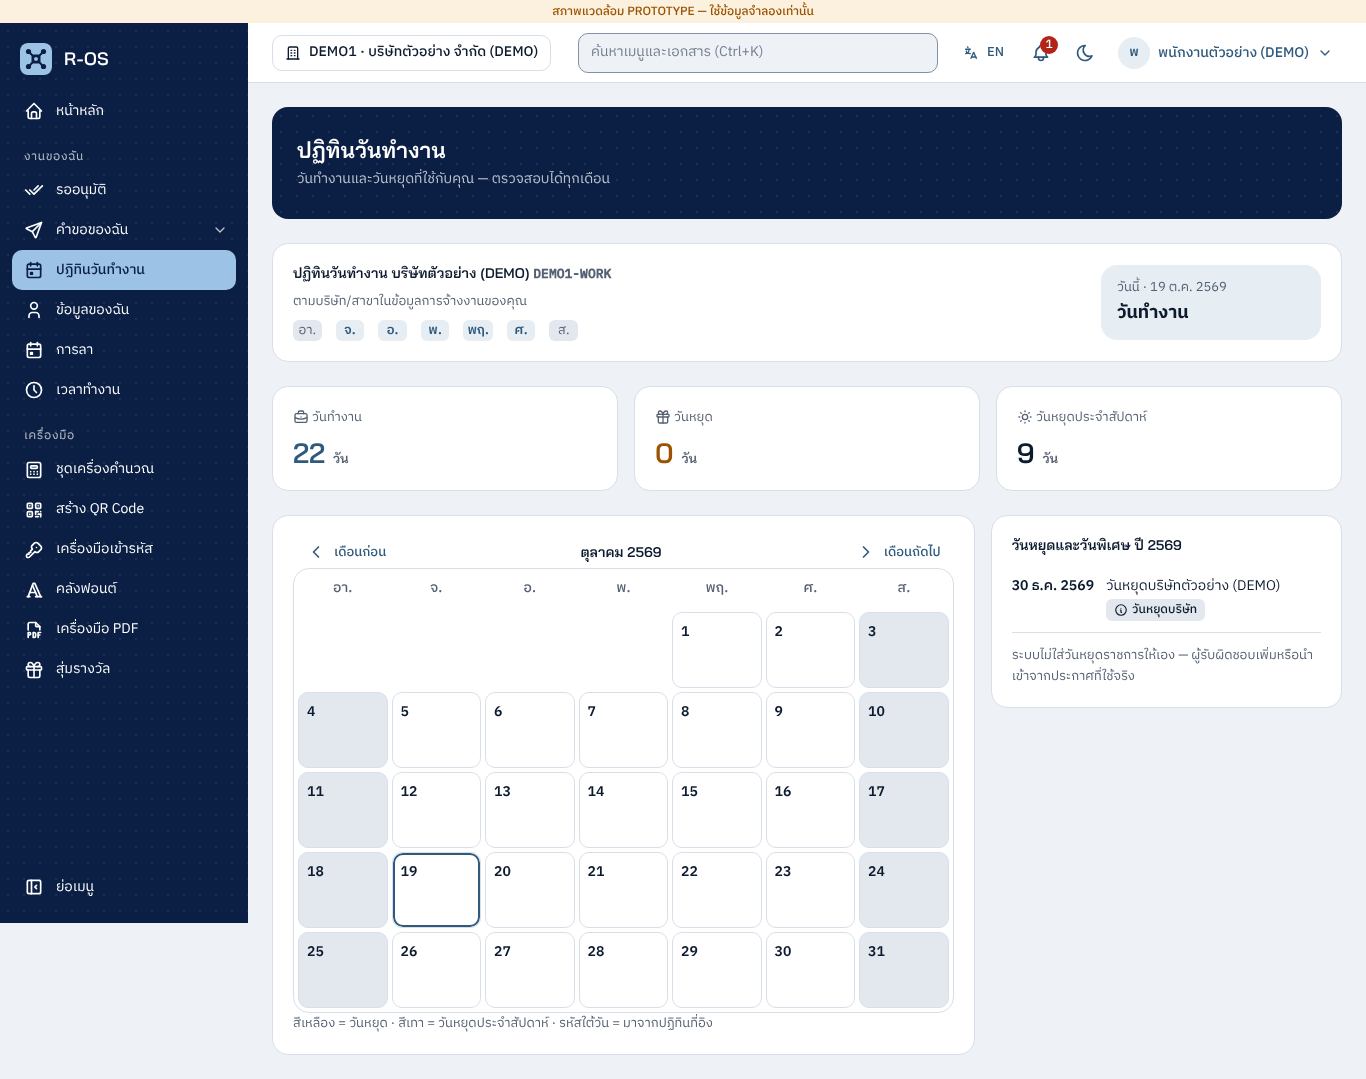 สภาพแวดล้อม PROTOTYPE — ใช้ข้อมูลจำลองเท่านั้น
R-OS
DEMO1 · บริษัทตัวอย่าง จำกัด (DEMO)
ค้นหาเมนูและเอกสาร (Ctrl+K)
EN
1
พ
พนักงานตัวอย่าง (DEMO)
หน้าหลัก
งานของฉัน
รออนุมัติ
คำขอของฉัน
ปฏิทินวันทำงาน
ข้อมูลของฉัน
การลา
เวลาทำงาน
เครื่องมือ
ชุดเครื่องคำนวณ
สร้าง QR Code
เครื่องมือเข้ารหัส
คลังฟอนต์
เครื่องมือ PDF
สุ่มรางวัล
ย่อเมนู
ปฏิทินวันทำงาน
วันทำงานและวันหยุดที่ใช้กับคุณ — ตรวจสอบได้ทุกเดือน
ปฏิทินวันทำงาน บริษัทตัวอย่าง (DEMO) DEMO1-WORK
ตามบริษัท/สาขาในข้อมูลการจ้างงานของคุณ
อา. จ. อ. พ. พฤ. ศ. ส.
วันนี้ · 19 ต.ค. 2569
วันทำงาน
วันทำงาน
22 วัน
วันหยุด
0 วัน
วันหยุดประจำสัปดาห์
9 วัน
เดือนก่อน
ตุลาคม 2569
เดือนถัดไป
อา. จ. อ. พ. พฤ. ศ. ส.
1 2 3
4 5 6 7 8 9 10
11 12 13 14 15 16 17
18 19 20 21 22 23 24
25 26 27 28 29 30 31
สีเหลือง = วันหยุด · สีเทา = วันหยุดประจำสัปดาห์ · รหัสใต้วัน = มาจากปฏิทินที่อิง
วันหยุดและวันพิเศษ ปี 2569
30 ธ.ค. 2569 วันหยุดบริษัทตัวอย่าง (DEMO)
วันหยุดบริษัท
ระบบไม่ใส่วันหยุดราชการให้เอง — ผู้รับผิดชอบเพิ่มหรือนำ
เข้าจากประกาศที่ใช้จริง